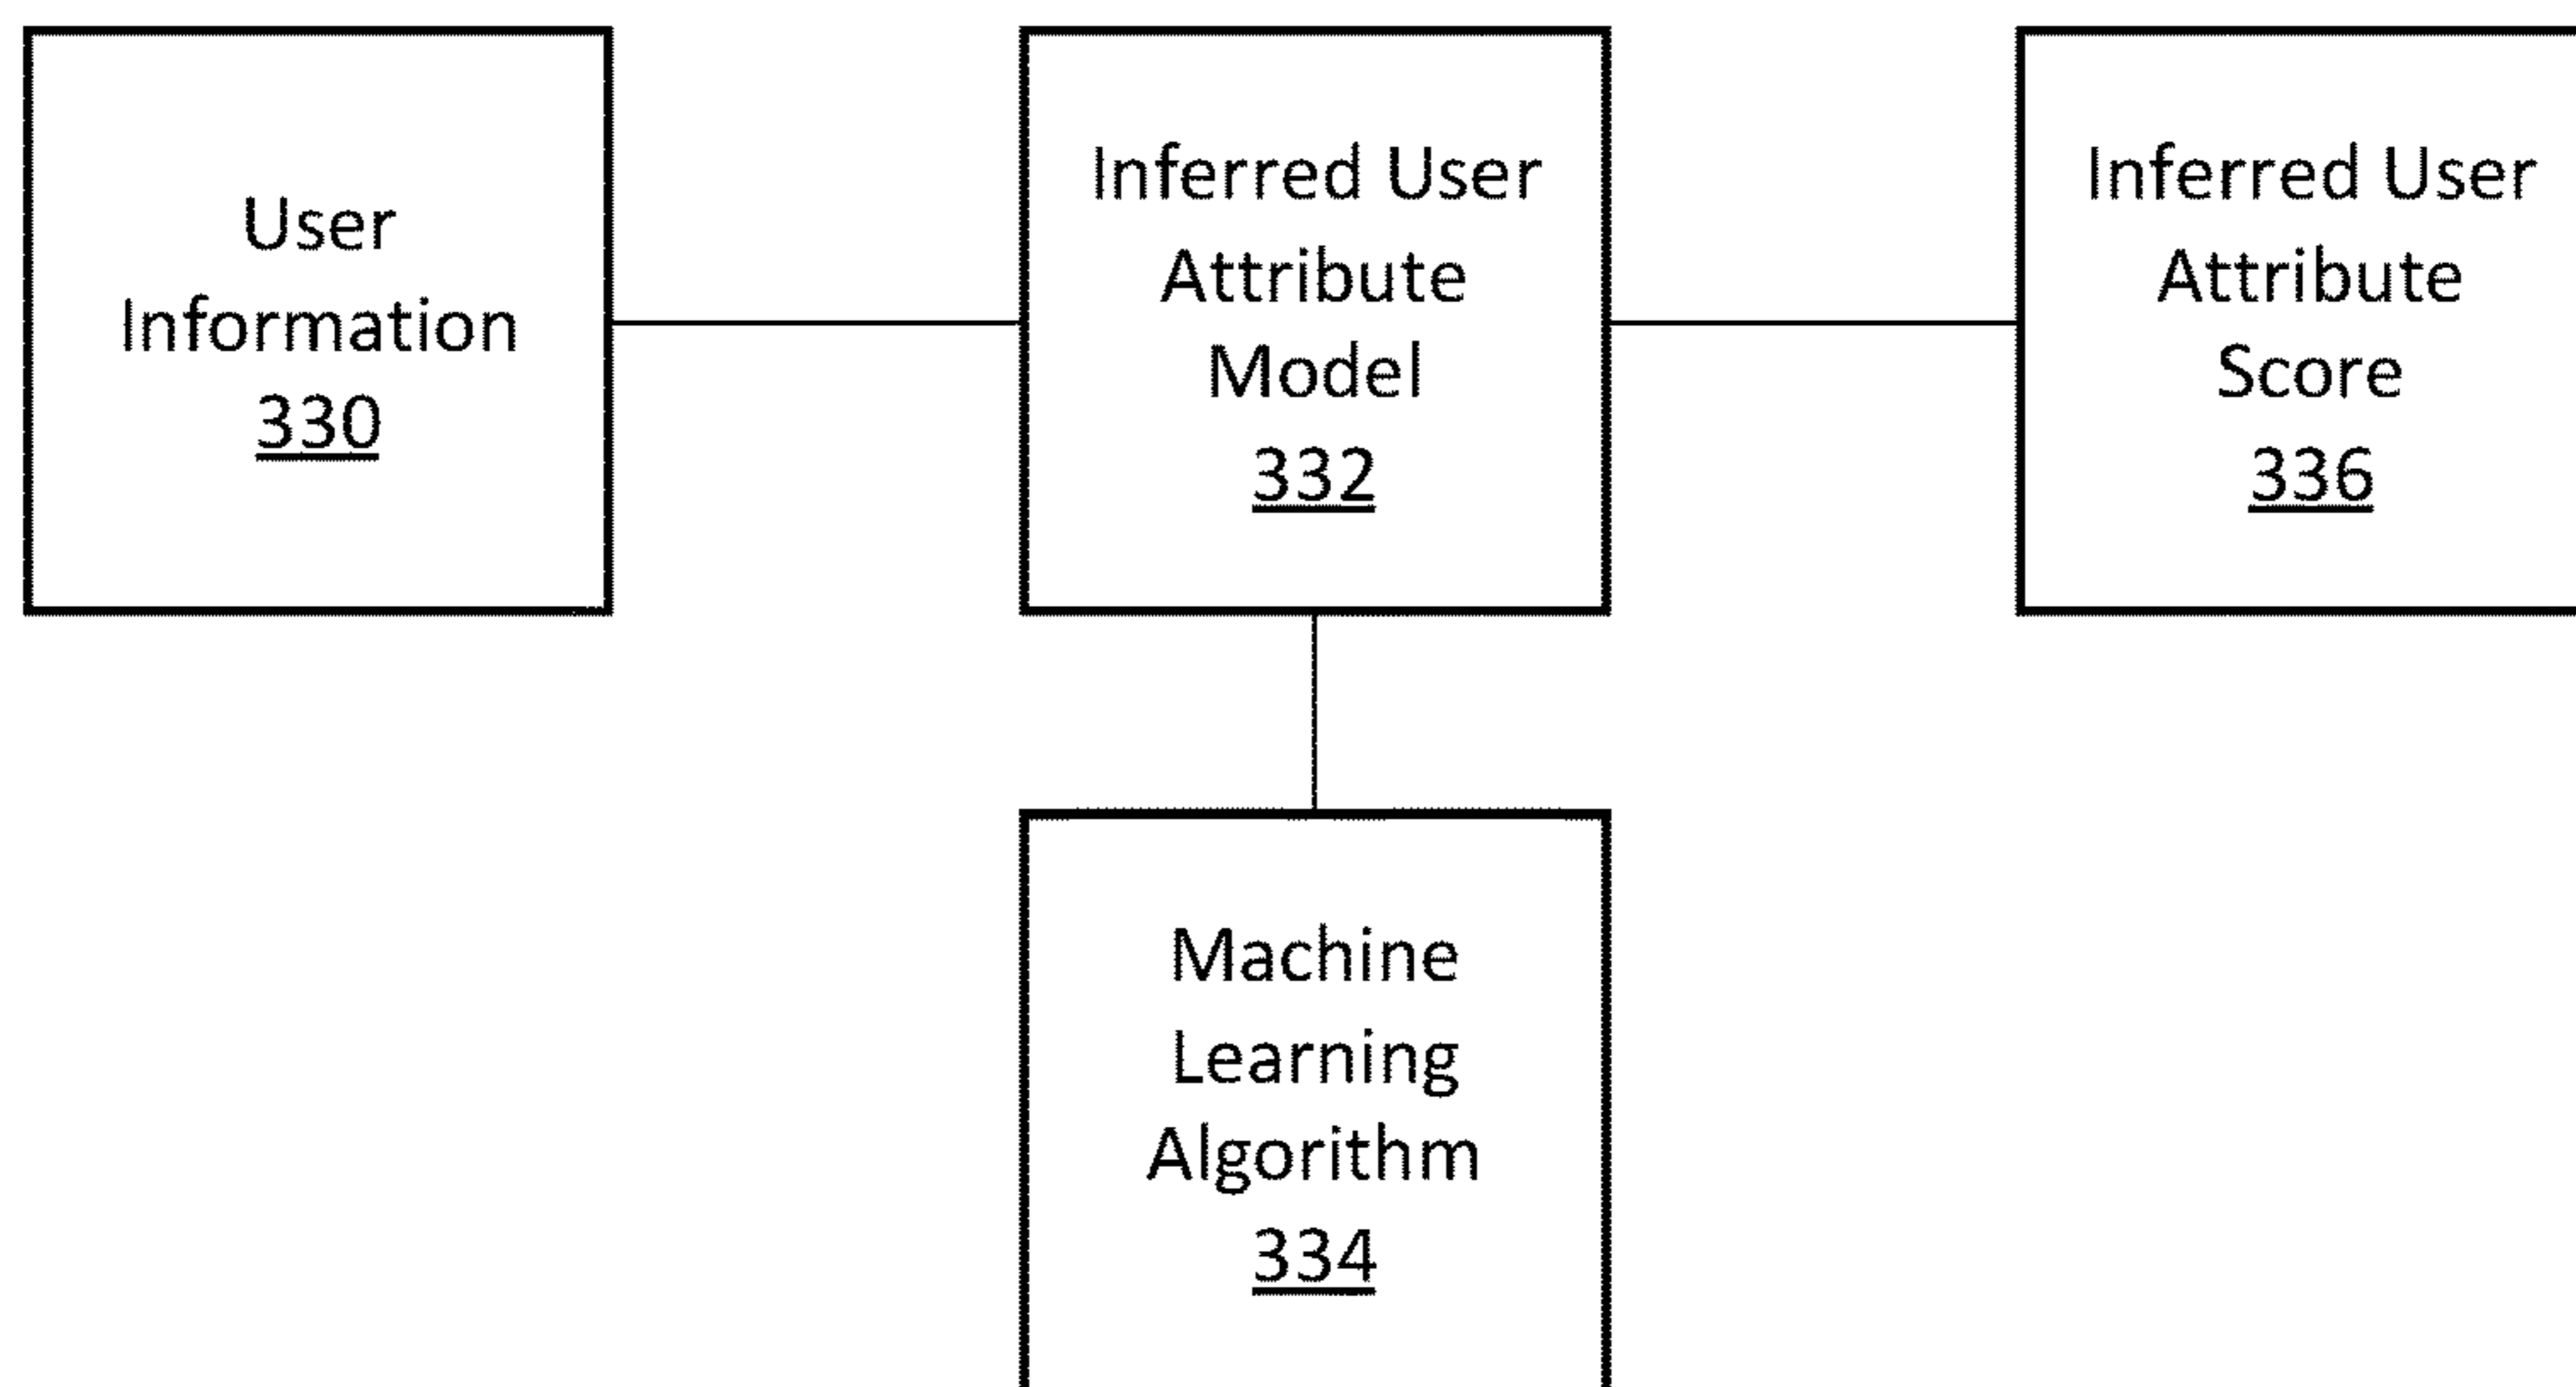 User
Information
330
Inferred User
Attribute
Model
332
Inferred User
Attribute
Score
336
Machine
Learning
Algorithm
334